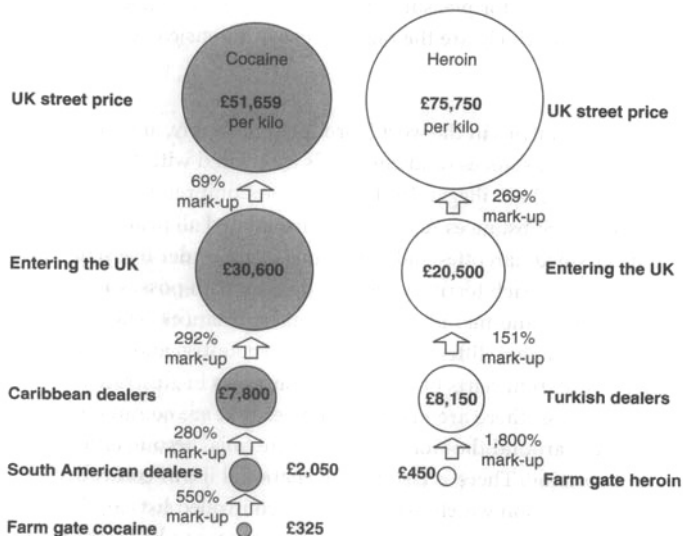 Cocaine
£51,659
per kilo
UK street price
69%
mark-up
£30,600
Entering the UK
292%
mark-up
£7,800
Caribbean dealers
280%
mark-up
South American dealers
£2,050
550%
mark-up
Farm gate cocaine
£325
Heroin
£75,750
per kilo
UK street price
269%
mark-up
£20,500
Entering the UK
151%
mark-up
£8,150
Turkish dealers
1,800%
mark-up
£450
Farm gate heroin